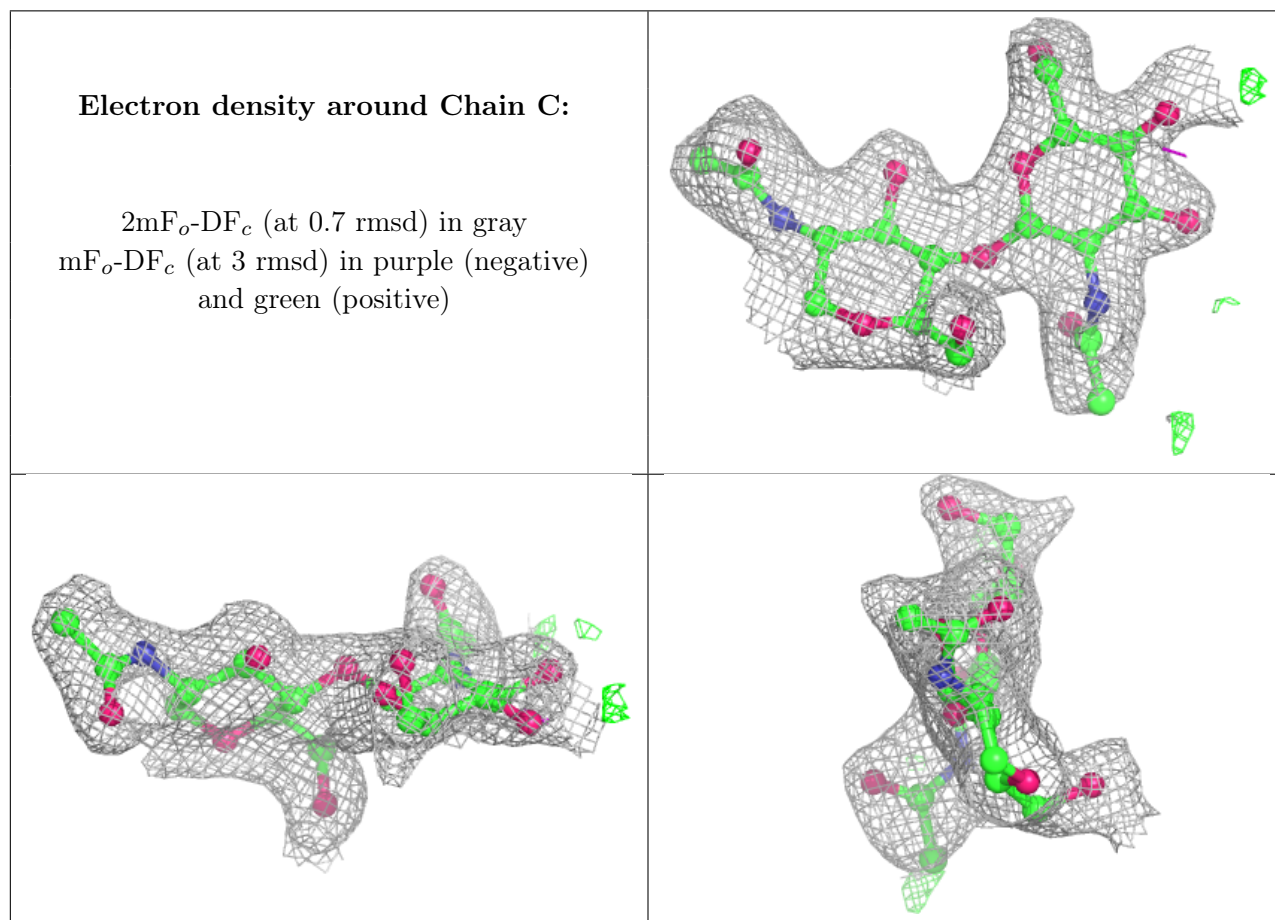 Electron density around Chain C:
2mFₒ-DF𝒸 (at 0.7 rmsd) in gray
mFₒ-DF𝒸 (at 3 rmsd) in purple (negative)
and green (positive)